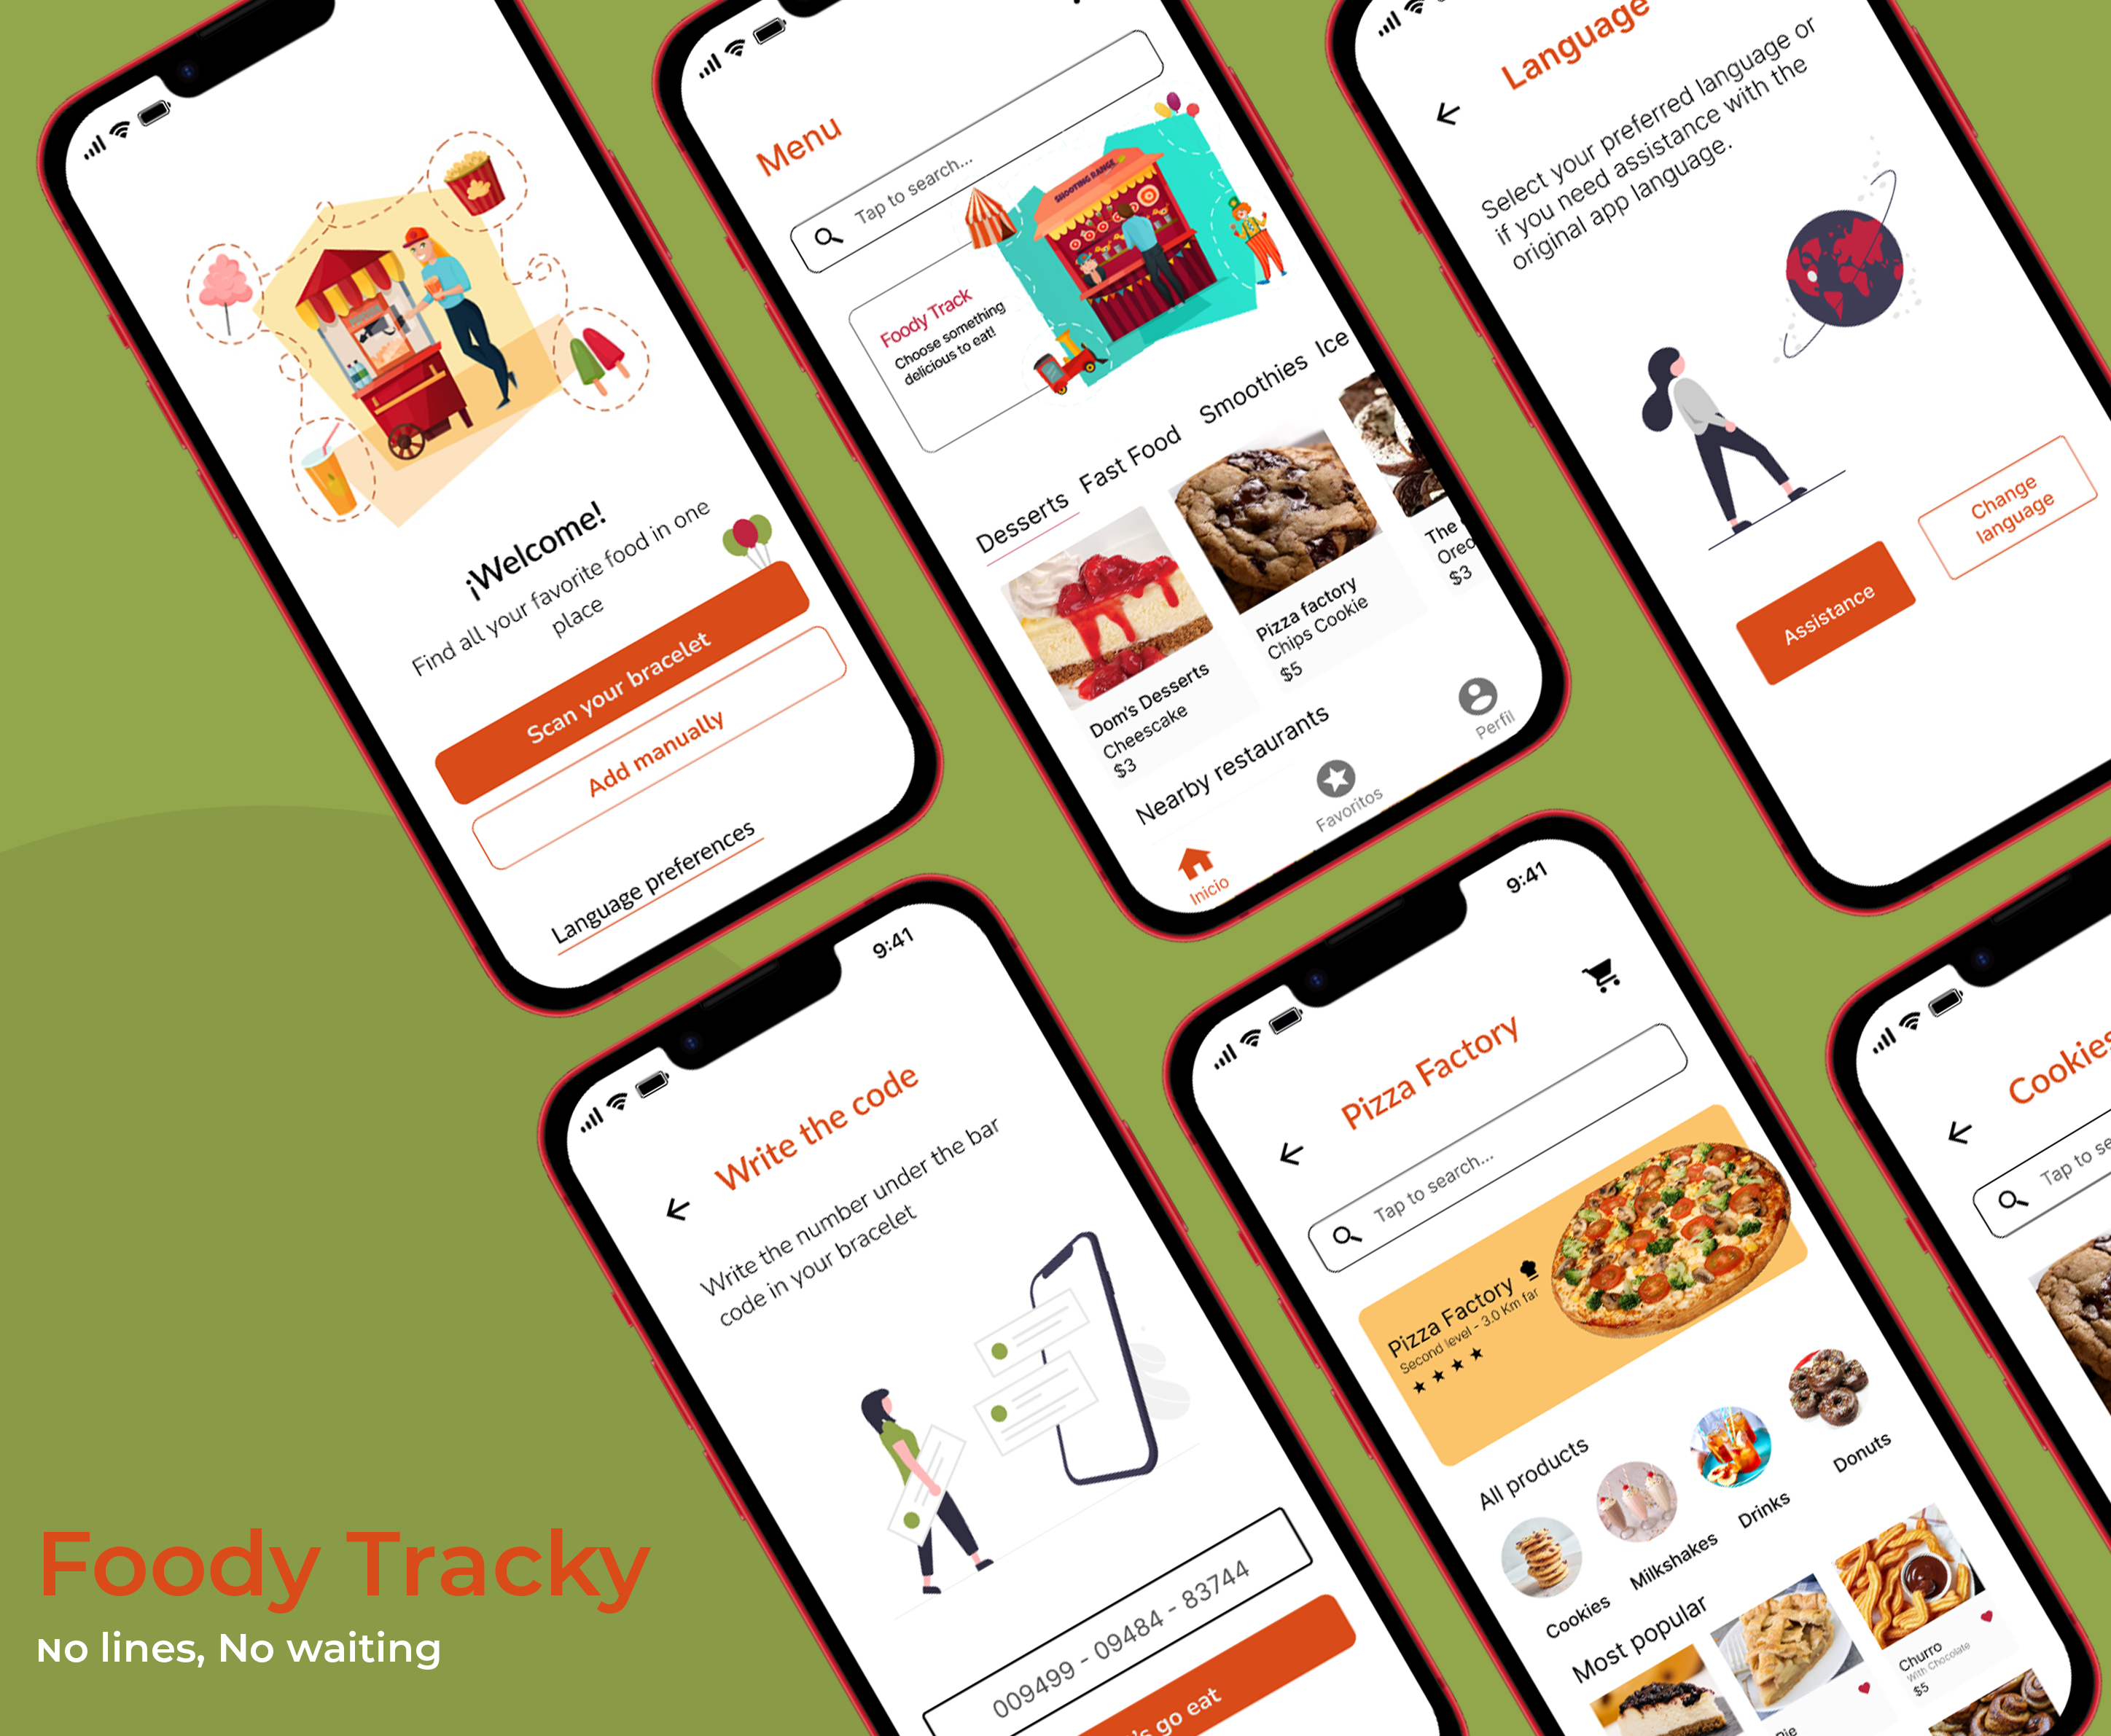 ¡Welcome!
Find all your favorite food in one
place
Scan your bracelet
Add manually
Language preferences
Menu
Tap to search...
Foody Track
Choose something
delicious to eat!
SHOOTING RANGE
Desserts Fast Food Smoothies Ice
Dom's Desserts
Cheescake
$3
Pizza factory
Chips Cookie
$5
The
Oreo
$3
Nearby restaurants
Inicio
Favoritos
Perfil
Language
Select your preferred language or
if you need assistance with the
original app language.
Assistance
Change
language
9:41
Write the code
Write the number under the bar
code in your bracelet
009499 - 09484 - 83744
's go eat
9:41
Pizza Factory
Tap to search...
Pizza Factory
Second level - 3.0 Km far
All products
Cookies
Milkshakes
Drinks
Donuts
Most popular
Churro
With Chocolate
$5
Pie
Cookies
Tap to se
Foody Tracky
No lines, No waiting